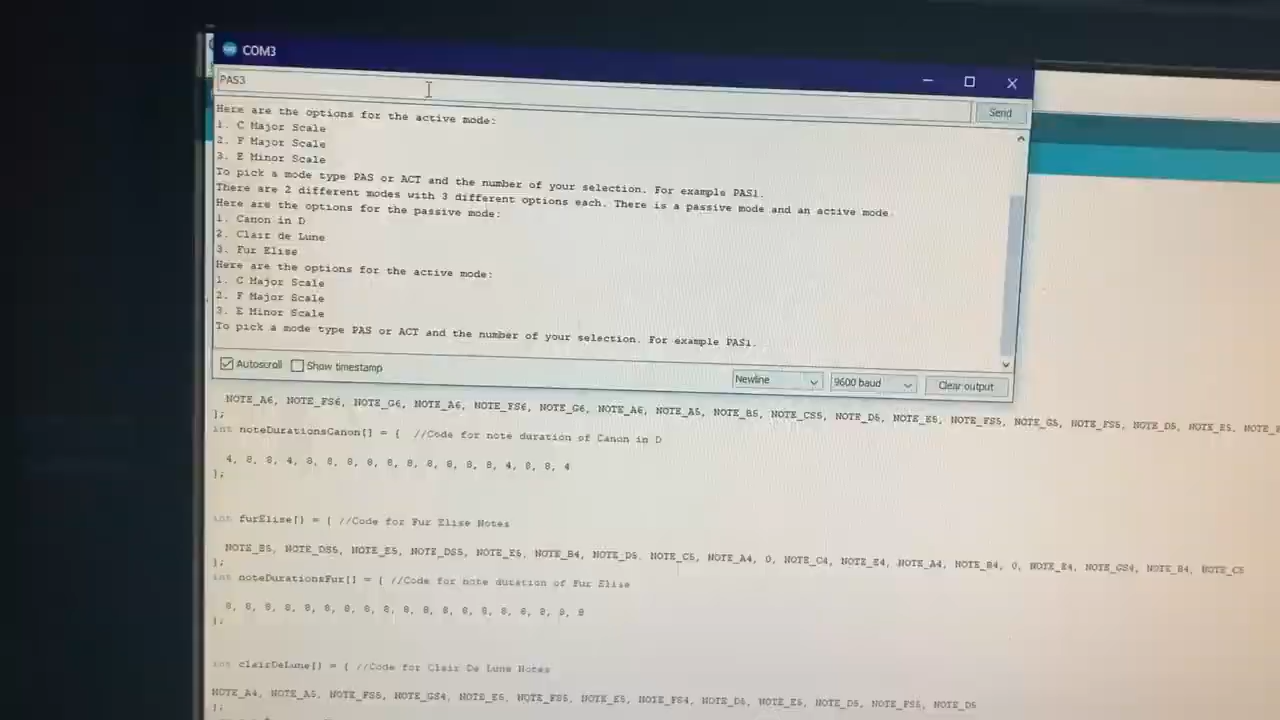 COM3
PAS3
Send
Here are the options for the active mode:
1. C Major Scale
2. F Major Scale
3. E Minor Scale
To pick a mode type PAS or ACT and the number of your selection. For example PAS1.
There are 2 different modes with 3 different options each. There is a passive mode and an active mode.
Here are the options for the passive mode:
1. Canon in D
2. Clair de Lune
3. Fur Elise
Here are the options for the active mode:
1. C Major Scale
2. F Major Scale
3. E Minor Scale
To pick a mode type PAS or ACT and the number of your selection. For example PAS1.
Autoscroll Show timestamp Newline 9600 baud Clear output
NOTE_A6, NOTE_FS6, NOTE_G6, NOTE_A6, NOTE_FS6, NOTE_G6, NOTE_A6, NOTE_A5, NOTE_B5, NOTE_CS5, NOTE_D5, NOTE_E5, NOTE_FS5, NOTE_G5, NOTE_FS5, NOTE_D5, NOTE_E5,
};
int noteDurationsCanon[] = { //Code for note duration of Canon in D
4, 8, 8, 4, 8, 8, 8, 8, 8, 8, 8, 8, 8, 8, 4, 8, 8, 4
};
int furElise[] = { //Code for Fur Elise Notes
NOTE_E5, NOTE_DS5, NOTE_E5, NOTE_DS5, NOTE_E5, NOTE_B4, NOTE_D5, NOTE_C5, NOTE_A4, 0, NOTE_C4, NOTE_E4, NOTE_A4, NOTE_B4, 0, NOTE_E4, NOTE_GS4, NOTE_B4, NOTE_C5
};
int noteDurationsFur[] = { //Code for note duration of Fur Elise
8, 8, 8, 8, 8, 8, 8, 8, 8, 8, 8, 8, 8, 8, 8, 8, 8, 8, 8
};
int clairDeLune[] = { //Code for Clair De Lune Notes
NOTE_A4, NOTE_A5, NOTE_FS5, NOTE_GS4, NOTE_E5, NOTE_FS5, NOTE_E5, NOTE_FS4, NOTE_D5, NOTE_E5, NOTE_D5, NOTE_FS5, NOTE_D5
};